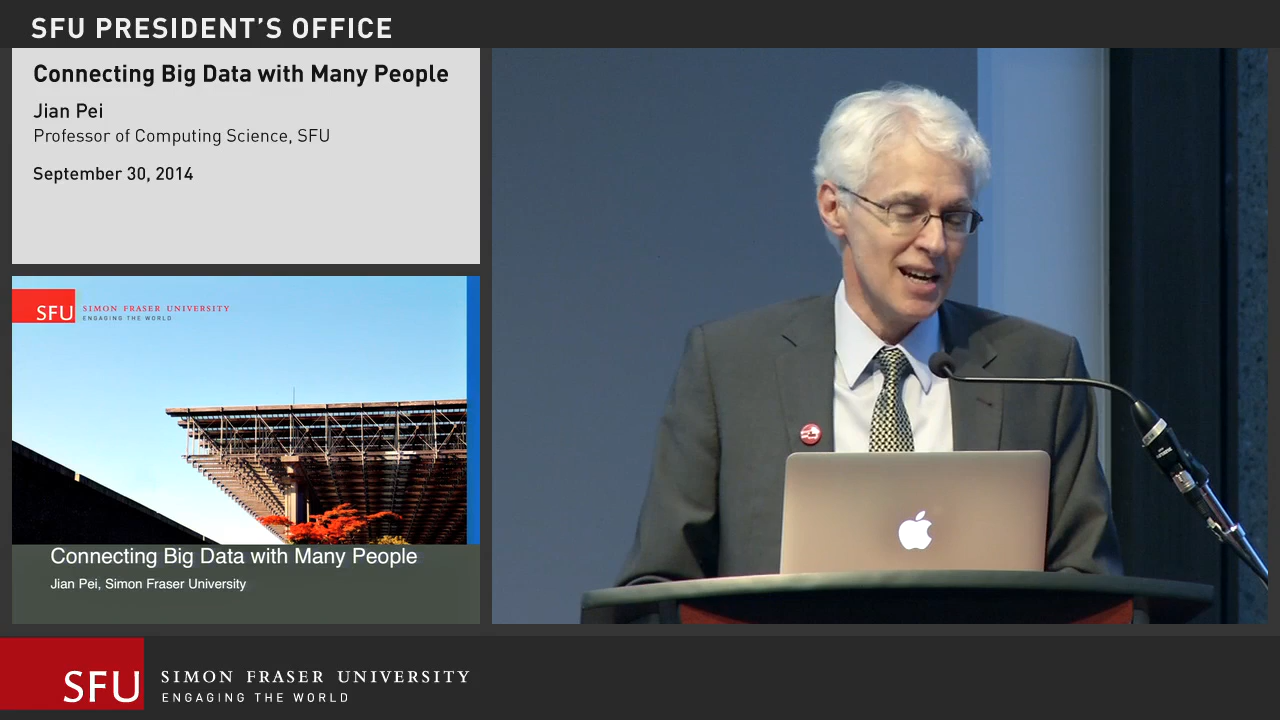 SFU PRESIDENT'S OFFICE
Connecting Big Data with Many People
Jian Pei
Professor of Computing Science, SFU
September 30, 2014
SFU
SIMON FRASER UNIVERSITY
ENGAGING THE WORLD
Connecting Big Data with Many People
Jian Pei, Simon Fraser University
SFU
SIMON FRASER UNIVERSITY
ENGAGING THE WORLD